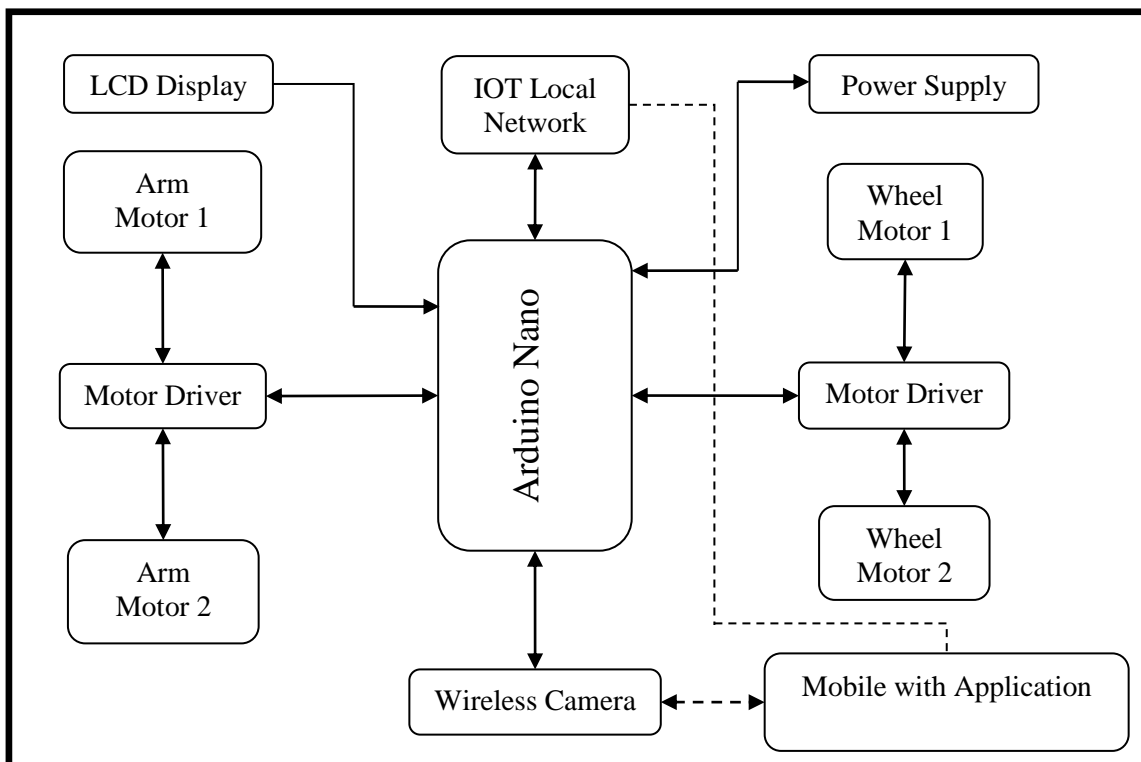 LCD Display
IOT Local
Network
Power Supply
Arm
Motor 1
Wheel
Motor 1
Arduino Nano
Motor Driver
Motor Driver
Arm
Motor 2
Wheel
Motor 2
Wireless Camera
Mobile with Application